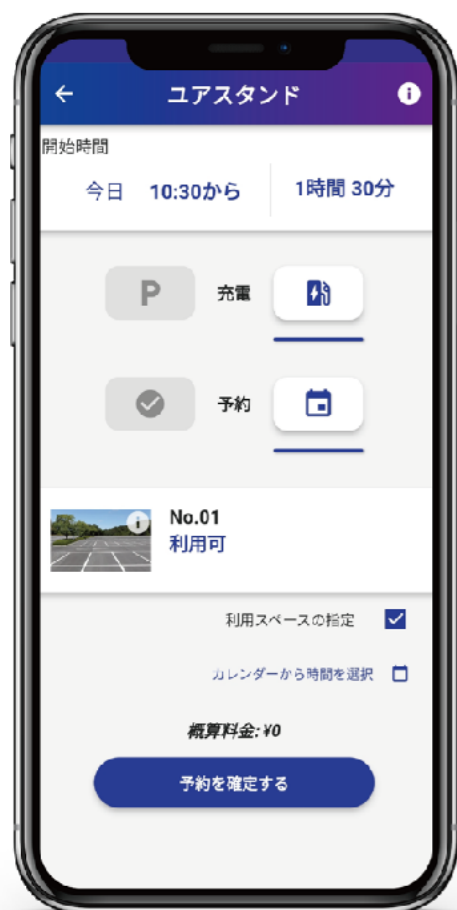 ユアスタンド
開始時間
今日 10:30から 1時間 30分
P 充電
予約
No.01
利用可
利用スペースの指定
カレンダーから時間を選択
概算料金: ¥0
予約を確定する